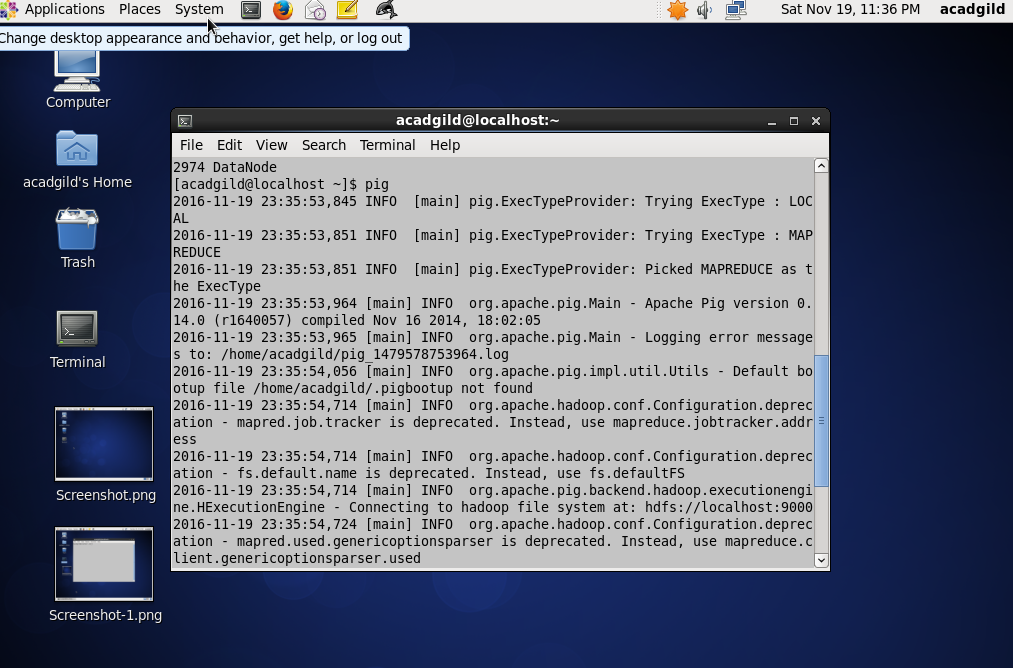 Applications Places System Sat Nov 19, 11:36 PM acadgild
Change desktop appearance and behavior, get help, or log out
Computer
acadgild's Home
Trash
Terminal
Screenshot.png
Screenshot-1.png
acadgild@localhost:~
File Edit View Search Terminal Help
2974 DataNode
[acadgild@localhost ~]$ pig
2016-11-19 23:35:53,845 INFO  [main] pig.ExecTypeProvider: Trying ExecType : LOC
AL
2016-11-19 23:35:53,851 INFO  [main] pig.ExecTypeProvider: Trying ExecType : MAP
REDUCE
2016-11-19 23:35:53,851 INFO  [main] pig.ExecTypeProvider: Picked MAPREDUCE as t
he ExecType
2016-11-19 23:35:53,964 [main] INFO  org.apache.pig.Main - Apache Pig version 0.
14.0 (r1640057) compiled Nov 16 2014, 18:02:05
2016-11-19 23:35:53,965 [main] INFO  org.apache.pig.Main - Logging error message
s to: /home/acadgild/pig_1479578753964.log
2016-11-19 23:35:54,056 [main] INFO  org.apache.pig.impl.util.Utils - Default bo
otup file /home/acadgild/.pigbootup not found
2016-11-19 23:35:54,714 [main] INFO  org.apache.hadoop.conf.Configuration.deprec
ation - mapred.job.tracker is deprecated. Instead, use mapreduce.jobtracker.addr
ess
2016-11-19 23:35:54,714 [main] INFO  org.apache.hadoop.conf.Configuration.deprec
ation - fs.default.name is deprecated. Instead, use fs.defaultFS
2016-11-19 23:35:54,714 [main] INFO  org.apache.pig.backend.hadoop.executionengi
ne.HExecutionEngine - Connecting to hadoop file system at: hdfs://localhost:9000
2016-11-19 23:35:54,724 [main] INFO  org.apache.hadoop.conf.Configuration.deprec
ation - mapred.used.genericoptionsparser is deprecated. Instead, use mapreduce.c
lient.genericoptionsparser.used